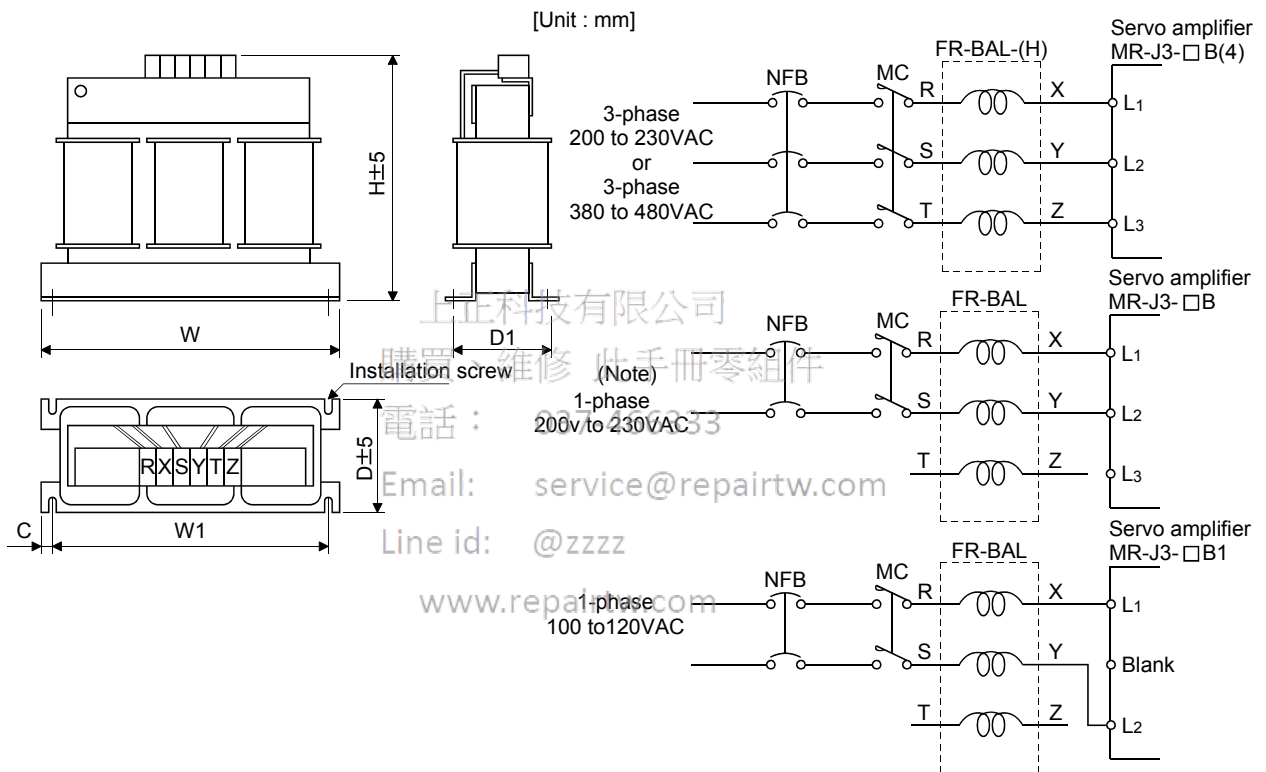 [Unit : mm]
H±5
W
D1
Installation screw
RXSYTZ
D±5
C
W1
Servo amplifier
MR-J3-□B(4)
FR-BAL-(H)
NFB
MC
3-phase
200 to 230VAC
or
3-phase
380 to 480VAC
R
X
L1
S
Y
L2
T
Z
L3
Servo amplifier
MR-J3-□B
FR-BAL
NFB
MC
(Note)
1-phase
200v to 230VAC
R
X
L1
S
Y
L2
T
Z
L3
Servo amplifier
MR-J3-□B1
FR-BAL
NFB
MC
1-phase
100 to120VAC
R
X
L1
S
Y
Blank
T
Z
L2
上正科技有限公司
購買、維修 此手冊零組件
電話： 037-466333
Email: service@repairtw.com
Line id: @zzzz
www.repairtw.com